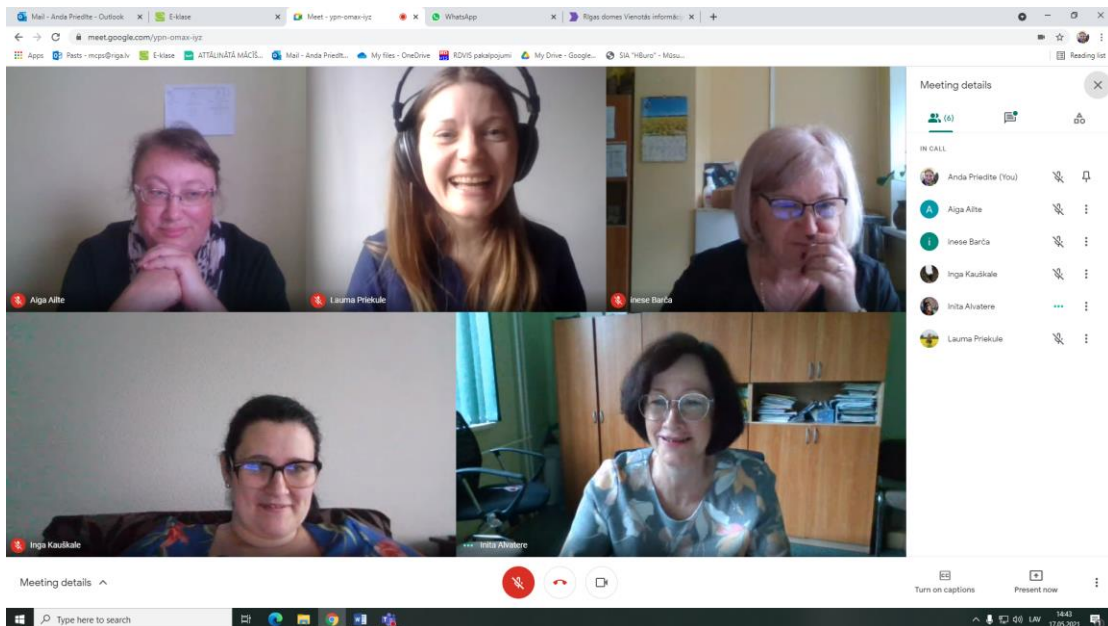 Mail - Anda Priedīte - Outlook
E-klase
Meet - ypn-omax-iyz
WhatsApp
Rīgas domes Vienotās informāc
meet.google.com/ypn-omax-iyz
Apps
Pasts - mcps@riga.lv
E-klase
ATTĀLINĀTĀ MĀCĪŠ...
Mail - Anda Priedīt...
My files - OneDrive
RDVIS pakalpojumi
My Drive - Google...
SIA "HBura" - Mūsu...
Reading list
Aiga Ailte
Lauma Priekule
inese Barča
Inga Kauškale
Inita Alvatere
Meeting details
(6)
IN CALL
Anda Priedite (You)
A
Aiga Ailte
i
inese Barča
Inga Kauškale
Inita Alvatere
Lauma Priekule
Meeting details
CC
Turn on captions
Present now
Type here to search
LAV
14:43
17.05.2021